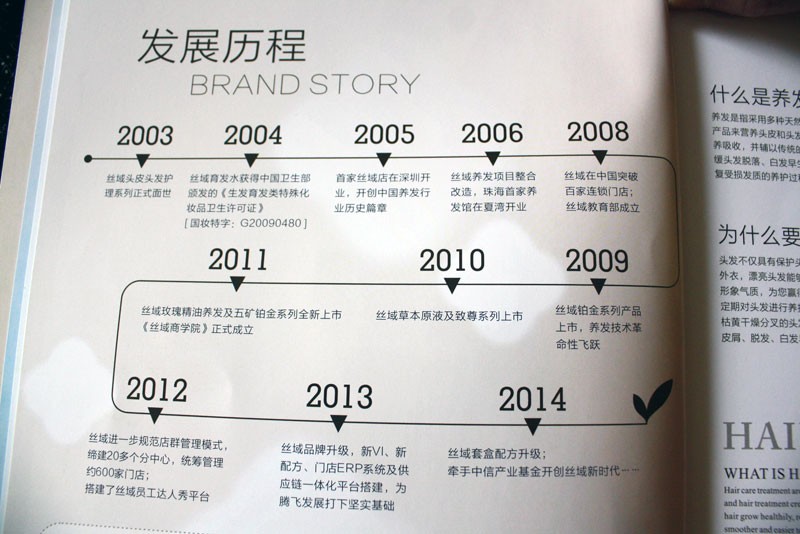 发展历程
BRAND STORY
2003
丝域头皮头发护
理系列正式面世
2004
丝域育发水获得中国卫生部
颁发的《生发育发类特殊化
妆品卫生许可证》
[国妆特字：G20090480]
2005
首家丝域店在深圳开
业，开创中国养发行
业历史篇章
2006
丝域养发项目整合
改造，珠海首家养
发馆在夏湾开业
2008
丝域在中国突破
百家连锁门店；
丝域教育部成立
2011
丝域玫瑰精油养发及五矿铂金系列全新上市
《丝域商学院》正式成立
2010
丝域草本原液及致尊系列上市
2009
丝域铂金系列产品
上市，养发技术革
命性飞跃
2012
丝域进一步规范店群管理模式，
缔建20多个分中心，统筹管理
约600家门店；
搭建了丝域员工达人秀平台
2013
丝域品牌升级，新VI、新
配方、门店ERP系统及供
应链一体化平台搭建，为
腾飞发展打下坚实基础
2014
丝域套盒配方升级；
牵手中信产业基金开创丝域新时代——
什么是养发
养发是指采用多种天然
产品来营养头皮和头发
养吸收，并辅以传统的
缓头发脱落、白发早
复受损发质的养护过程
为什么要
头发不仅具有保护头
外衣，漂亮头发能够
形象气质，为您赢得
定期对头发进行养护
枯黄干燥分叉的头发
皮屑、脱发、白发
HAI
WHAT IS H
Hair care treatment are
and hair treatment cre
hair grow healthily, re
smoother and easier to